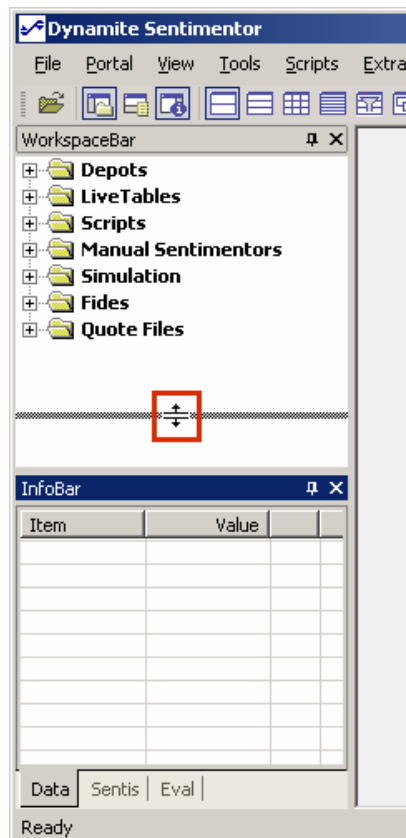 Dynamite Sentimentor
File Portal View Tools Scripts Extra
WorkspaceBar
Depots
LiveTables
Scripts
Manual Sentimentors
Simulation
Fides
Quote Files
InfoBar
Item Value
Data Sentis Eval
Ready